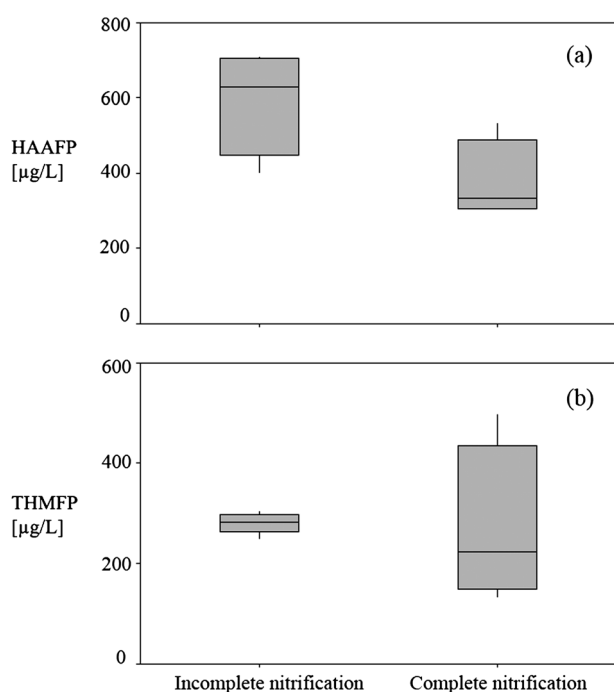 800
(a)
600
HAAFP
[µg/L]
400
200
0
600
(b)
400
THMFP
[µg/L]
200
0
Incomplete nitrification Complete nitrification